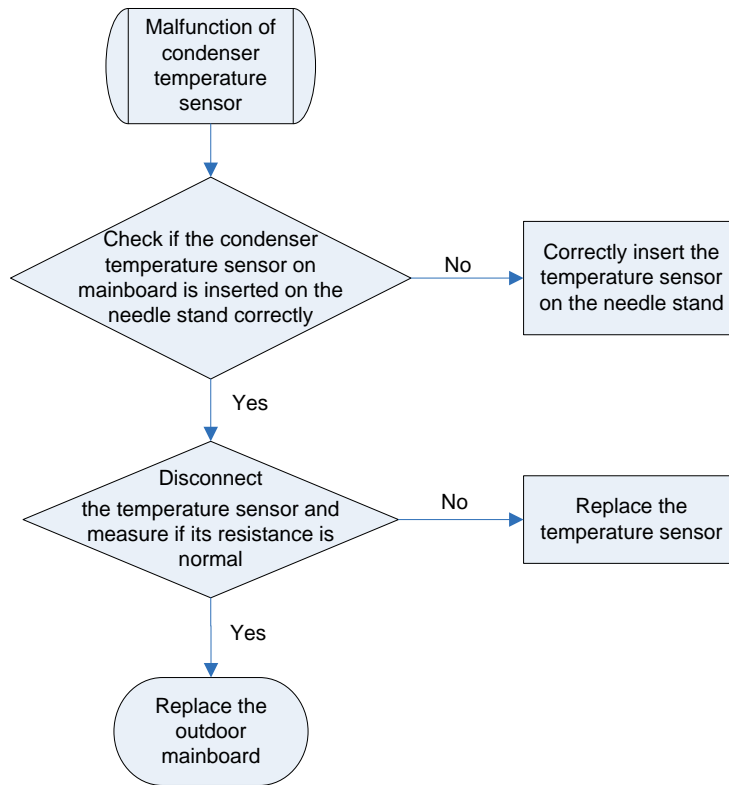 Malfunction of
condenser
temperature
sensor
Check if the condenser
temperature sensor on
mainboard is inserted on the
needle stand correctly
No
Correctly insert the
temperature sensor
on the needle stand
Yes
Disconnect
the temperature sensor and
measure if its resistance is
normal
No
Replace the
temperature sensor
Yes
Replace the
outdoor
mainboard